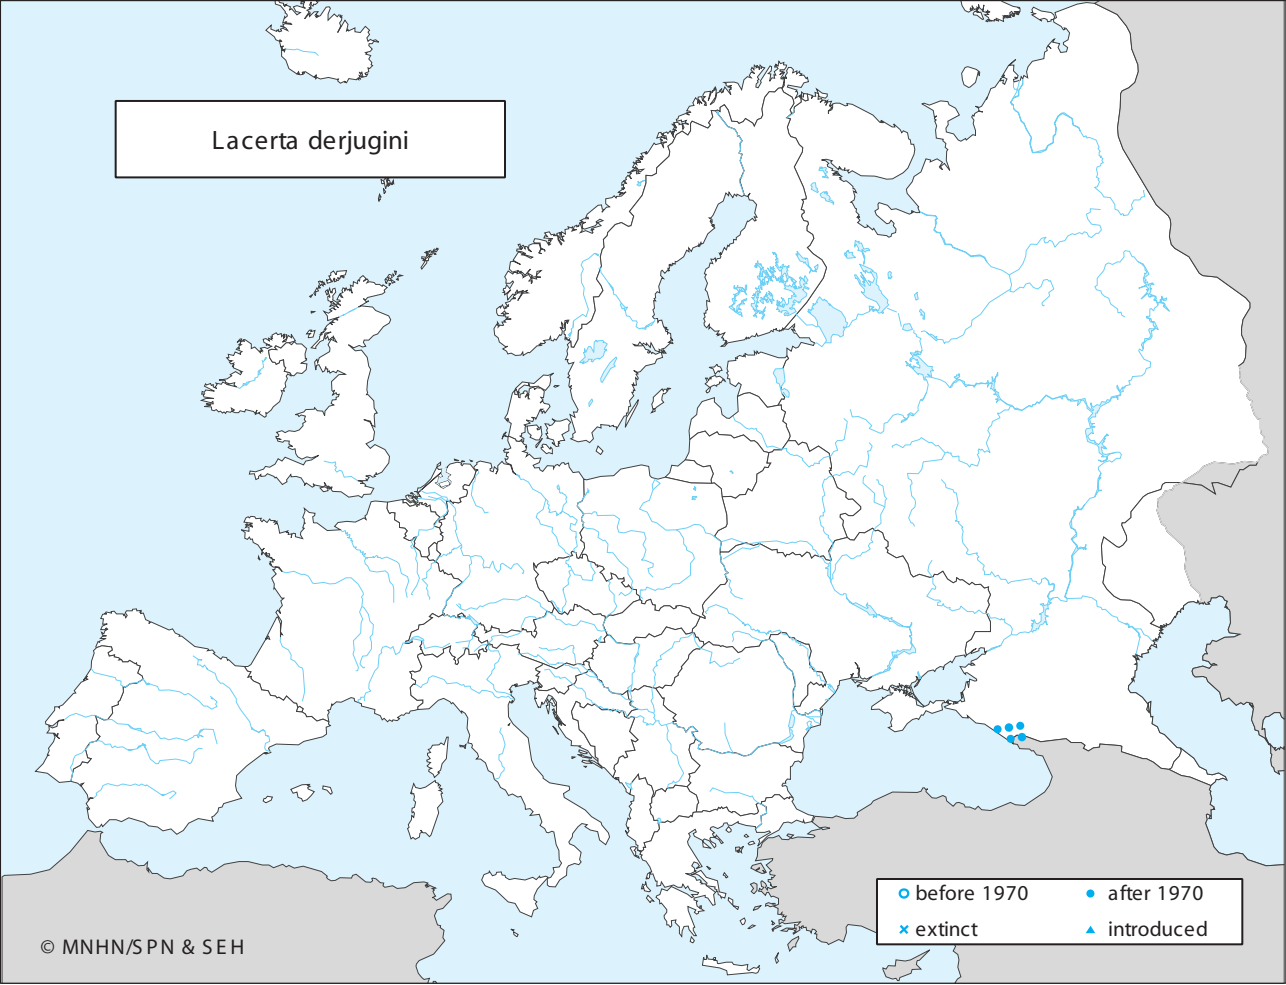 Lacerta derjugini
before 1970
after 1970
extinct
introduced
© MNHN/SPN & SEH